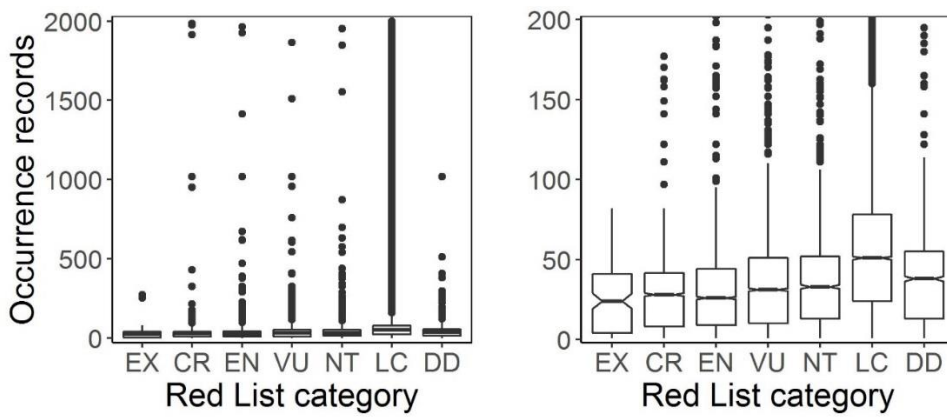 Occurrence records
2000
1500
1000
500
0
EX CR EN VU NT LC DD
Red List category
200
150
100
50
0
EX CR EN VU NT LC DD
Red List category